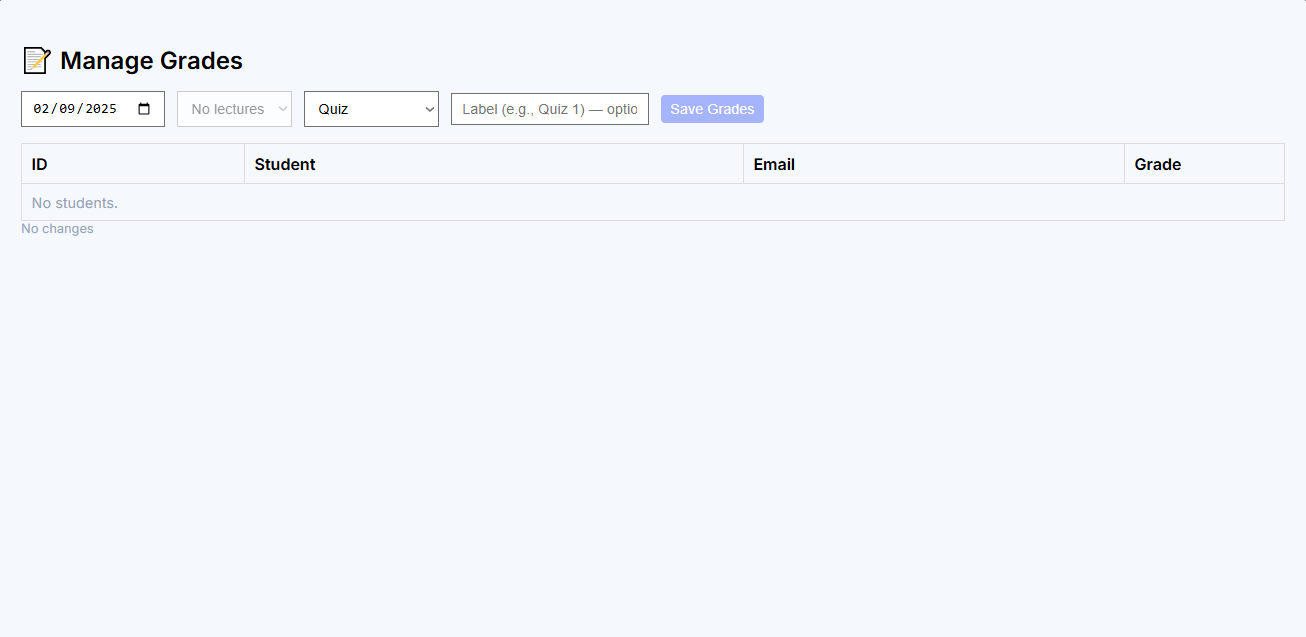 Manage Grades
02/09/2025 No lectures Quiz Label (e.g., Quiz 1) — optio Save Grades
ID Student Email Grade
No students.
No changes